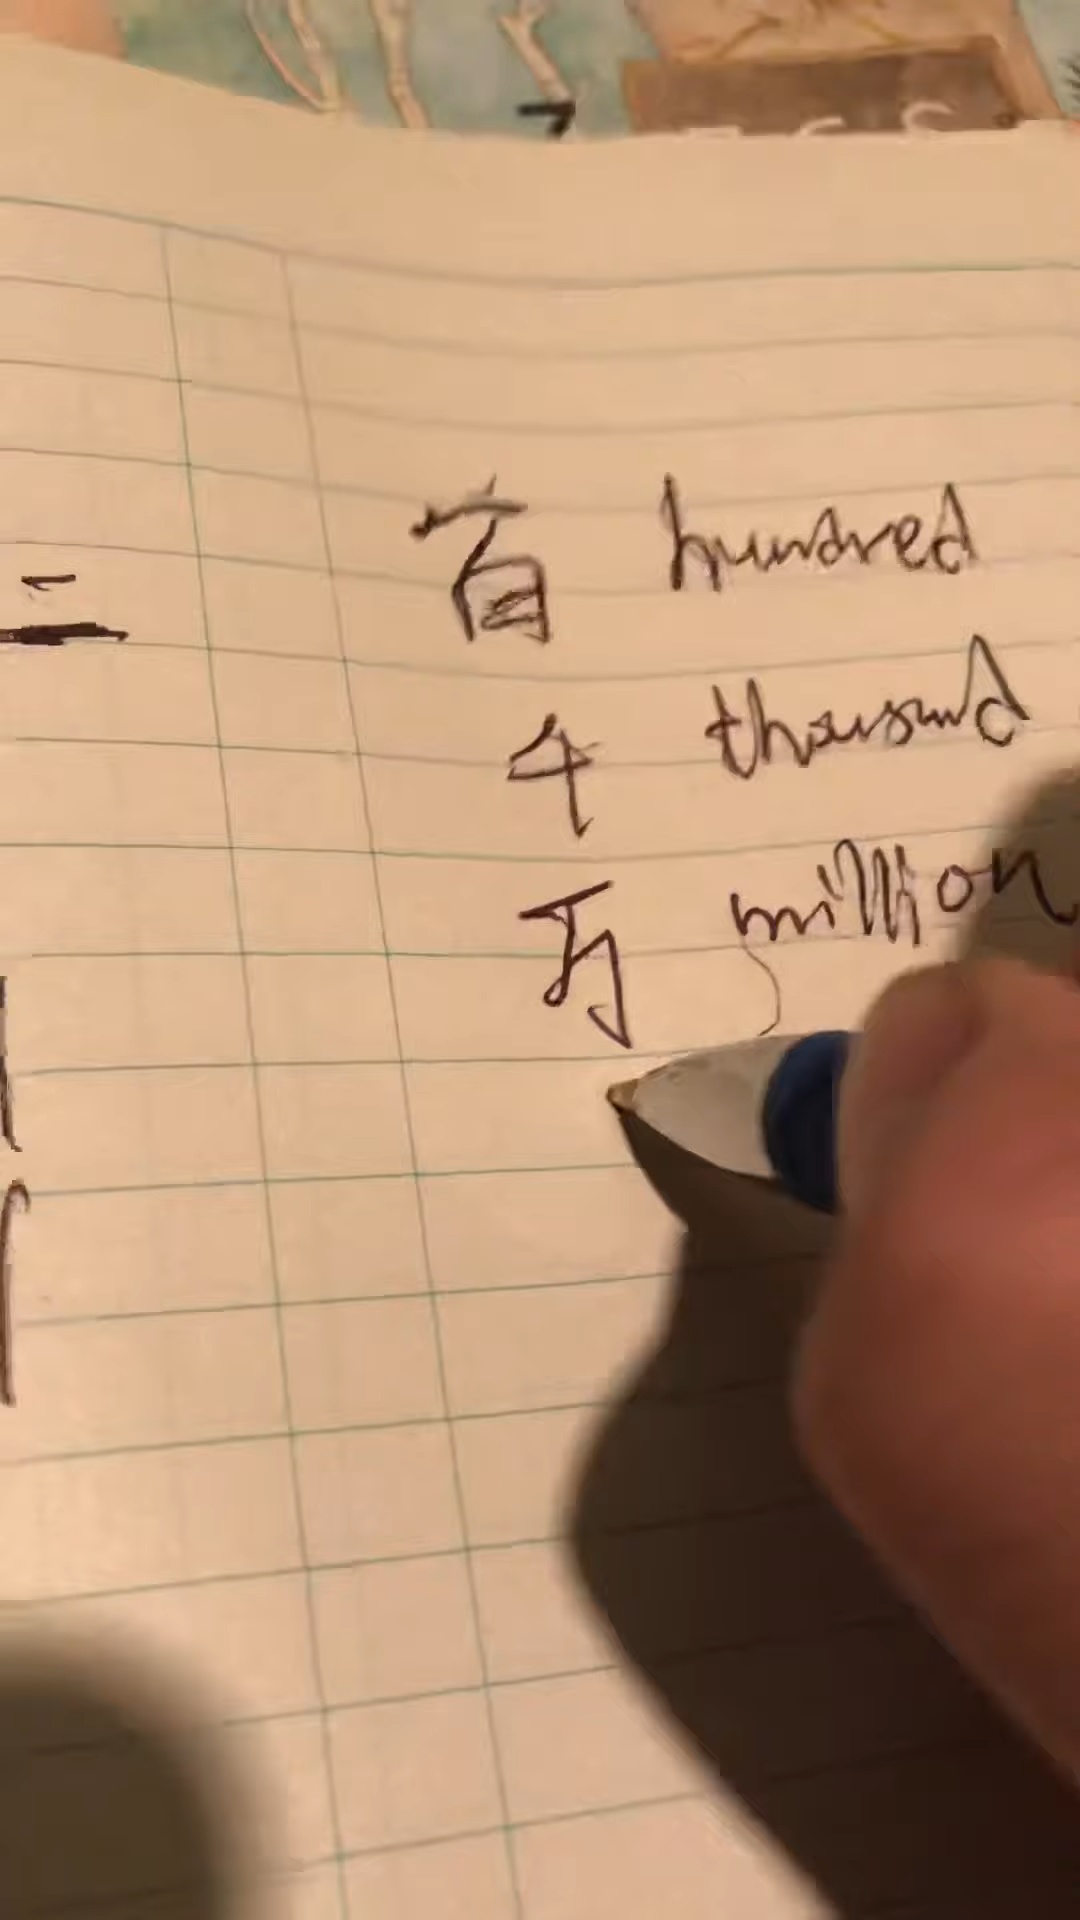 百 hundred
千 thousand
万 million